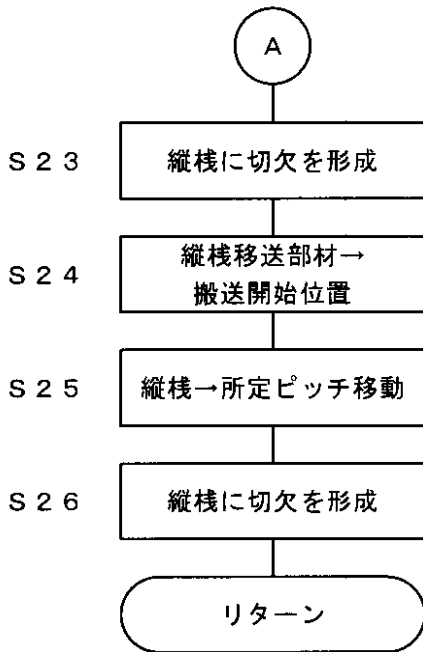 A
S23 縦桟に切欠を形成
S24 縦桟移送部材→
搬送開始位置
S25 縦桟→所定ピッチ移動
S26 縦桟に切欠を形成
リターン